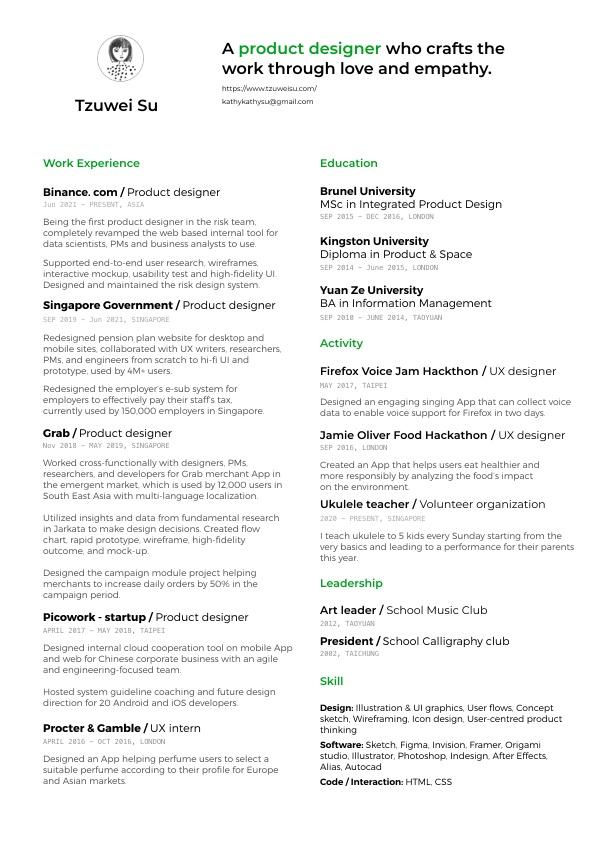 Tzuwei Su
A product designer who crafts the
work through love and empathy.
https://www.tzuweisu.com/
kathykathysu@gmail.com
Work Experience
Binance. com / Product designer
Jun 2021 – PRESENT, ASIA
Being the first product designer in the risk team,
completely revamped the web based internal tool for
data scientists, PMs and business analysts to use.
Supported end-to-end user research, wireframes,
interactive mockup, usability test and high-fidelity UI.
Designed and maintained the risk design system.
Singapore Government / Product designer
SEP 2019 – Jun 2021, SINGAPORE
Redesigned pension plan website for desktop and
mobile sites, collaborated with UX writers, researchers,
PMs, and engineers from scratch to hi-fi UI and
prototype, used by 4M+ users.
Redesigned the employer's e-sub system for
employers to effectively pay their staff's tax,
currently used by 150,000 employers in Singapore.
Grab / Product designer
Nov 2018 – MAY 2019, SINGAPORE
Worked cross-functionally with designers, PMs,
researchers, and developers for Grab merchant App in
the emergent market, which is used by 12,000 users in
South East Asia with multi-language localization.
Utilized insights and data from fundamental research
in Jarkata to make design decisions. Created flow
chart, rapid prototype, wireframe, high-fidelity
outcome, and mock-up.
Designed the campaign module project helping
merchants to increase daily orders by 50% in the
campaign period.
Picowork - startup / Product designer
APRIL 2017 – MAY 2018, TAIPEI
Designed internal cloud cooperation tool on mobile App
and web for Chinese corporate business with an agile
and engineering-focused team.
Hosted system guideline coaching and future design
direction for 20 Android and iOS developers.
Procter & Gamble / UX intern
APRIL 2016 – OCT 2016, LONDON
Designed an App helping perfume users to select a
suitable perfume according to their profile for Europe
and Asian markets.
Education
Brunel University
MSc in Integrated Product Design
SEP 2015 – DEC 2016, LONDON
Kingston University
Diploma in Product & Space
SEP 2014 – June 2015, LONDON
Yuan Ze University
BA in Information Management
SEP 2010 – JUNE 2014, TAOYUAN
Activity
Firefox Voice Jam Hackthon / UX designer
MAY 2017, TAIPEI
Designed an engaging singing App that can collect voice
data to enable voice support for Firefox in two days.
Jamie Oliver Food Hackathon / UX designer
SEP 2016, LONDON
Created an App that helps users eat healthier and
more responsibly by analyzing the food's impact
on the environment.
Ukulele teacher / Volunteer organization
2020 – PRESENT, SINGAPORE
I teach ukulele to 5 kids every Sunday starting from the
very basics and leading to a performance for their parents
this year.
Leadership
Art leader / School Music Club
2012, TAOYUAN
President / School Calligraphy club
2002, TAICHUNG
Skill
Design: Illustration & UI graphics, User flows, Concept
sketch, Wireframing, Icon design, User-centred product
thinking
Software: Sketch, Figma, Invision, Framer, Origami
studio, Illustrator, Photoshop, Indesign, After Effects,
Alias, Autocad
Code / Interaction: HTML, CSS